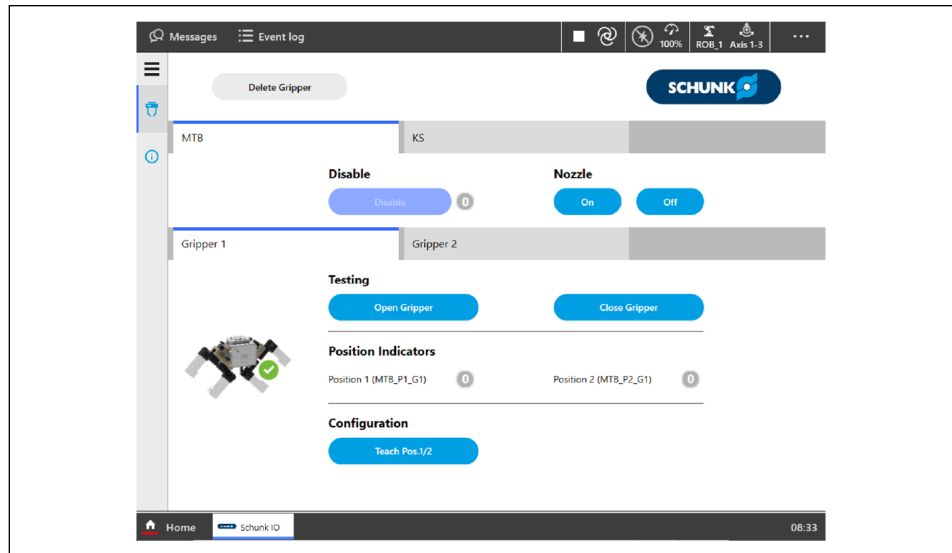 Messages Event log 100% ROB_1 Axis 1-3 ...
Delete Gripper SCHUNK
MTB KS
Disable Nozzle
Disable 0 On Off
Gripper 1 Gripper 2
Testing
Open Gripper Close Gripper
Position Indicators
Position 1 (MTB_P1_G1) 0 Position 2 (MTB_P2_G1) 0
Configuration
Teach Pos.1/2
Home Schunk IO 08:33